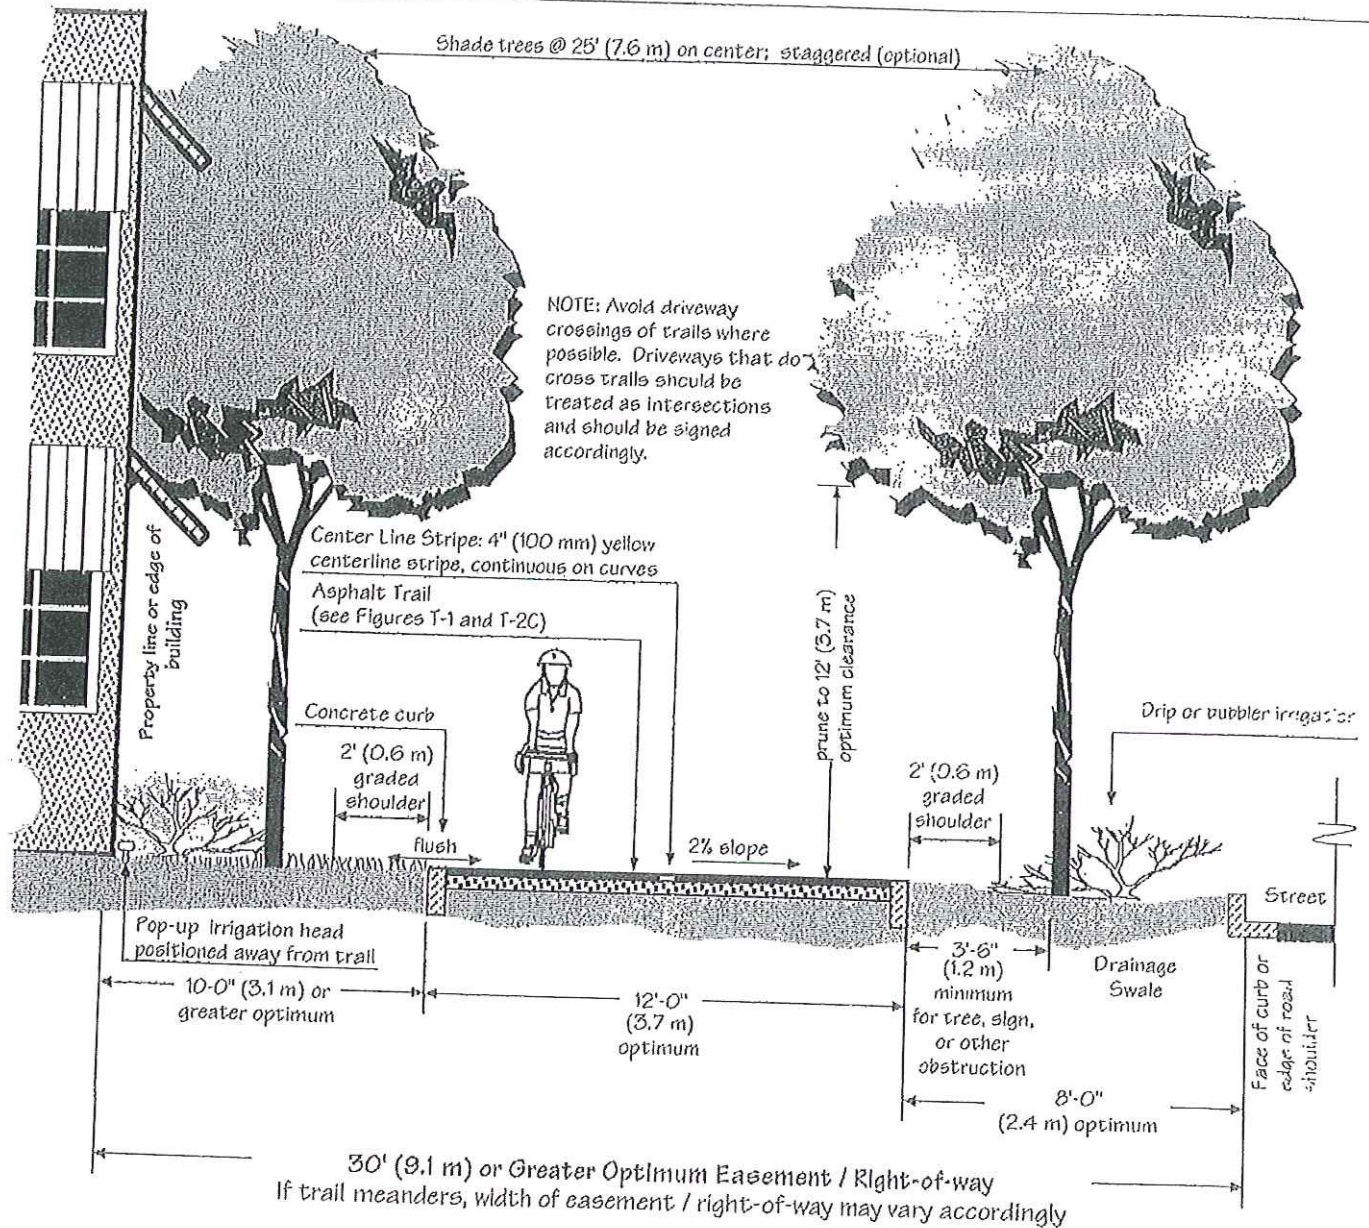 Shade trees @ 25' (7.6 m) on center; staggered (optional)
NOTE: Avoid driveway
crossings of trails where
possible. Driveways that do
cross trails should be
treated as intersections
and should be signed
accordingly.
Center Line Stripe: 4" (100 mm) yellow
centerline stripe, continuous on curves
Asphalt Trail
(see Figures T-1 and T-2C)
Property line or edge of
building
prune to 12' (3.7 m)
optimum clearance
Concrete curb
2' (0.6 m)
graded
shoulder
flush
2% slope
2' (0.6 m)
graded
shoulder
Drip or bubbler irrigation
Street
Pop-up irrigation head
positioned away from trail
10-0" (3.1 m) or
greater optimum
12'-0"
(3.7 m)
optimum
3'-6"
(1.2 m)
minimum
for tree, sign,
or other
obstruction
Drainage
Swale
Face of curb or
edge of road
shoulder
8'-0"
(2.4 m) optimum
30' (9.1 m) or Greater Optimum Easement / Right-of-way
If trail meanders, width of easement / right-of-way may vary accordingly